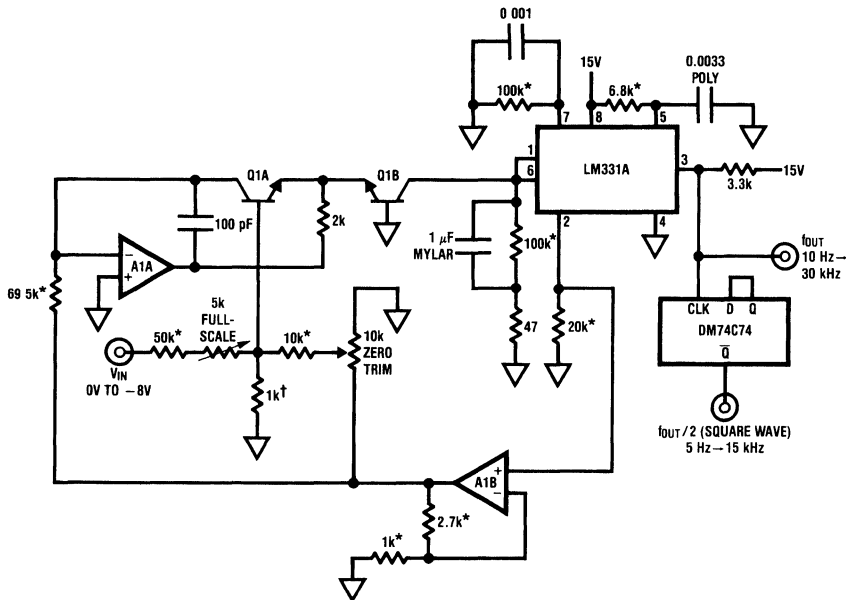 0 001
100k*
7
15V
8
6.8k*
5
0.0033
POLY
LM331A
1
6
2
4
3
3.3k
15V
Q1A
Q1B
100 pF
2k
1 µF
MYLAR
100k*
47
20k*
fOUT
10 Hz→
30 kHz
CLK D Q
DM74C74
Q̅
fOUT/2 (SQUARE WAVE)
5 Hz→15 kHz
A1A
−
+
69 5k*
5k
FULL-
SCALE
50k*
10k*
10k
ZERO
TRIM
VIN
0V TO −8V
1k†
A1B
+
−
2.7k*
1k*